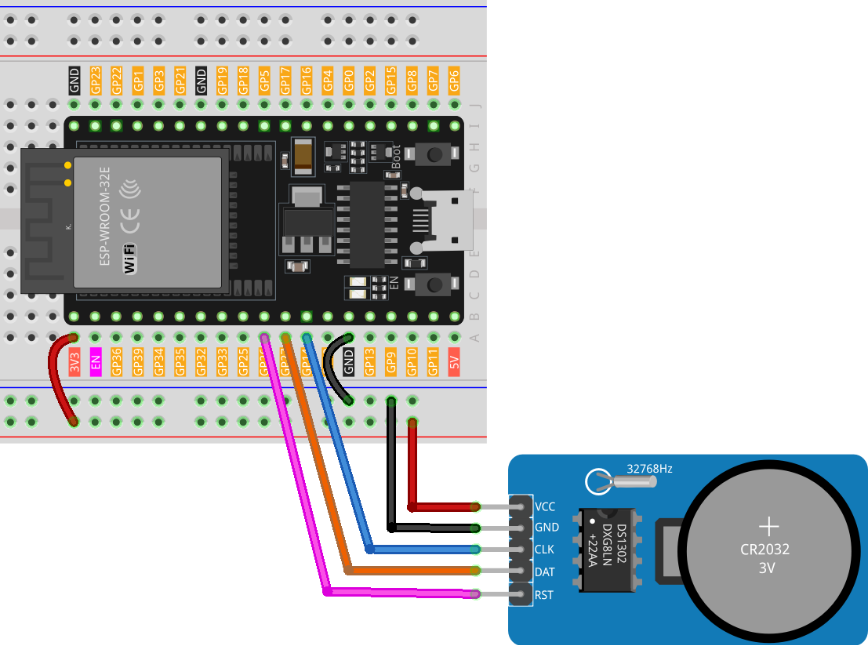 GND
GP23
GP22
GP1
GP3
GP21
GND
GP19
GP18
GP5
GP17
GP16
GP4
GP0
GP2
GP15
GP8
GP7
GP6
J
I
H
G
F
E
D
C
B
A
Boot
ESP-WROOM-32E
CE
WiFi
K
EN
3V3
EN
GP36
GP39
GP34
GP35
GP32
GP33
GP25
GND
GP13
GP9
GP10
GP11
5V
32768Hz
VCC
GND
CLK
DAT
RST
DS1302
DXG8LN
+22AA
+
CR2032
3V